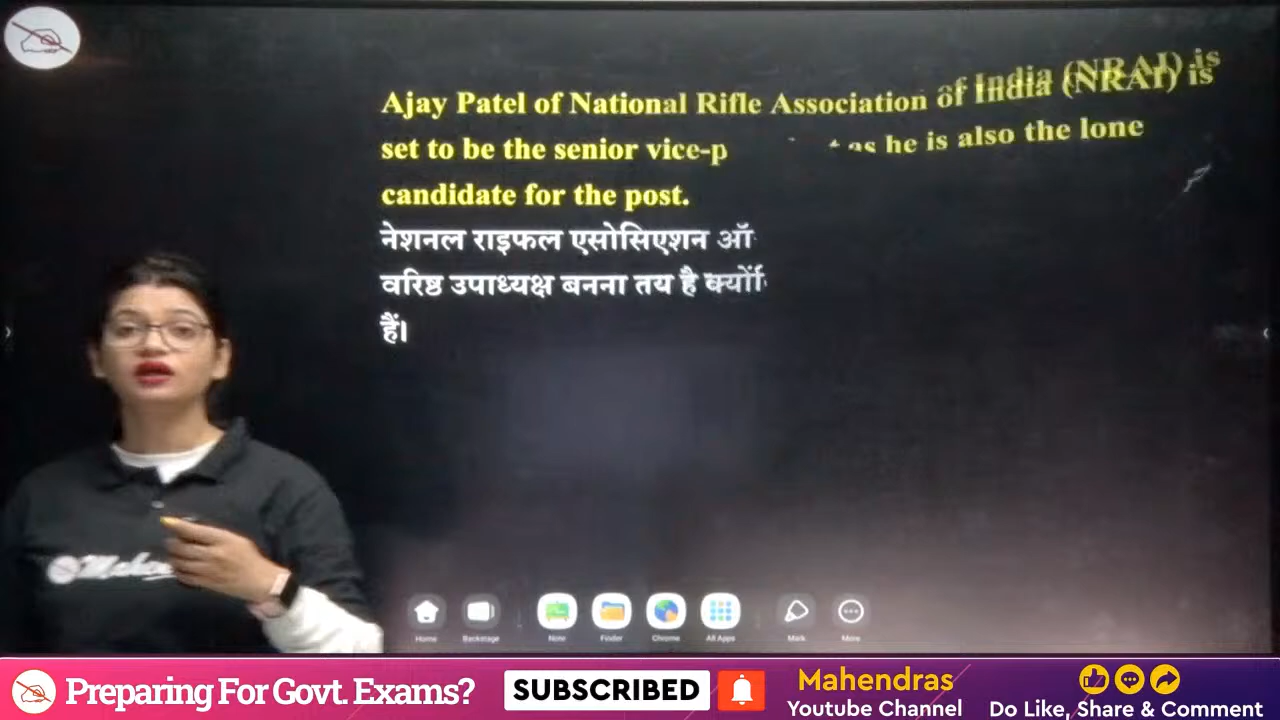 Ajay Patel of National Rifle Association of India (NRAI) is
set to be the senior vice-p as he is also the lone
candidate for the post.
नेशनल राइफल एसोसिएशन ऑ
वरिष्ठ उपाध्यक्ष बनना तय है
हैं।
Home
Backstage
Note
Finder
Chrome
All Apps
Mark
More
Preparing For Govt. Exams?
SUBSCRIBED
Mahendras
Youtube Channel
Do Like, Share & Comment